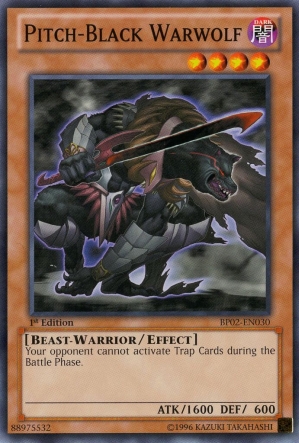 PITCH-BLACK WARWOLF
DARK
闇
1st Edition
BP02-EN030
[BEAST-WARRIOR/EFFECT]
Your opponent cannot activate Trap Cards during the
Battle Phase.
ATK/1600 DEF/ 600
88975532
©1996 KAZUKI TAKAHASHI